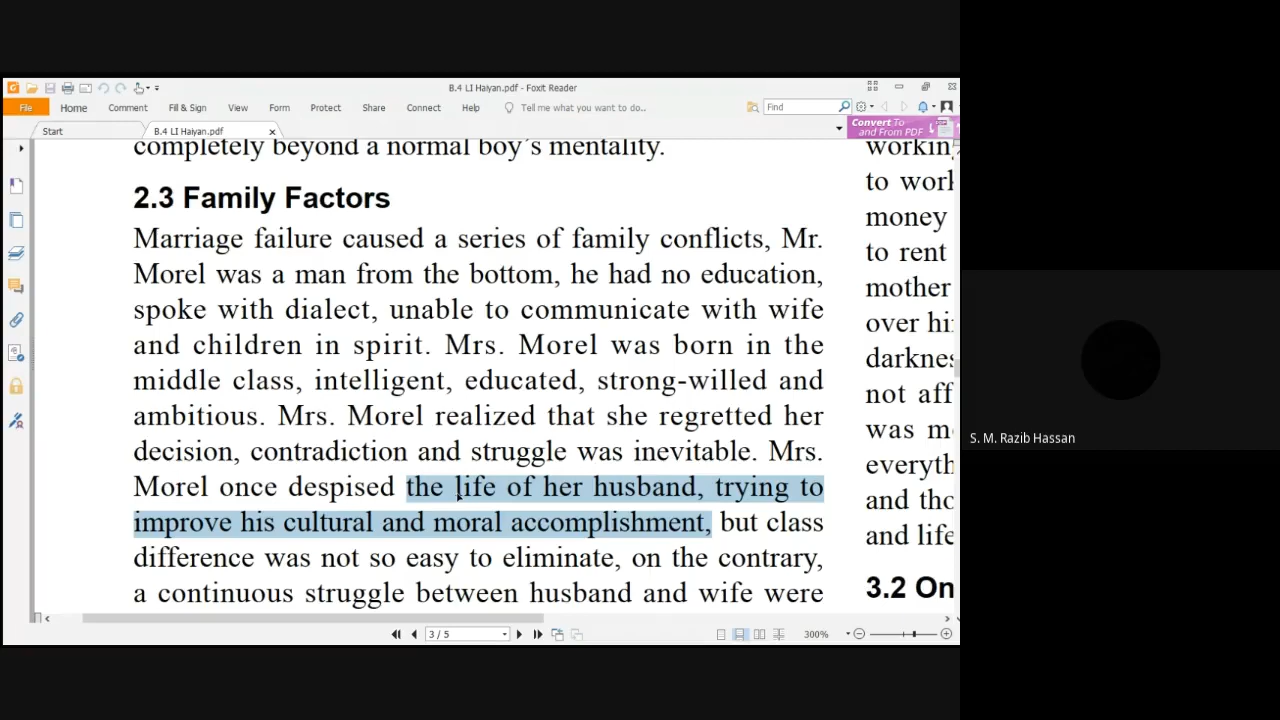 B.4 LI Haiyan.pdf - Foxit Reader
File Home Comment Fill & Sign View Form Protect Share Connect Help Tell me what you want to do.. Find
Start B.4 LI Haiyan.pdf
Convert To
and From PDF
completely beyond a normal boy's mentality.
2.3 Family Factors
Marriage failure caused a series of family conflicts, Mr.
Morel was a man from the bottom, he had no education,
spoke with dialect, unable to communicate with wife
and children in spirit. Mrs. Morel was born in the
middle class, intelligent, educated, strong-willed and
ambitious. Mrs. Morel realized that she regretted her
decision, contradiction and struggle was inevitable. Mrs.
Morel once despised the life of her husband, trying to
improve his cultural and moral accomplishment, but class
difference was not so easy to eliminate, on the contrary,
a continuous struggle between husband and wife were
working
to work
money
to rent
mother
over hi
darknes
not aff
was m
everyth
and tho
and life
3.2 On
3 / 5
300%
S. M. Razib Hassan